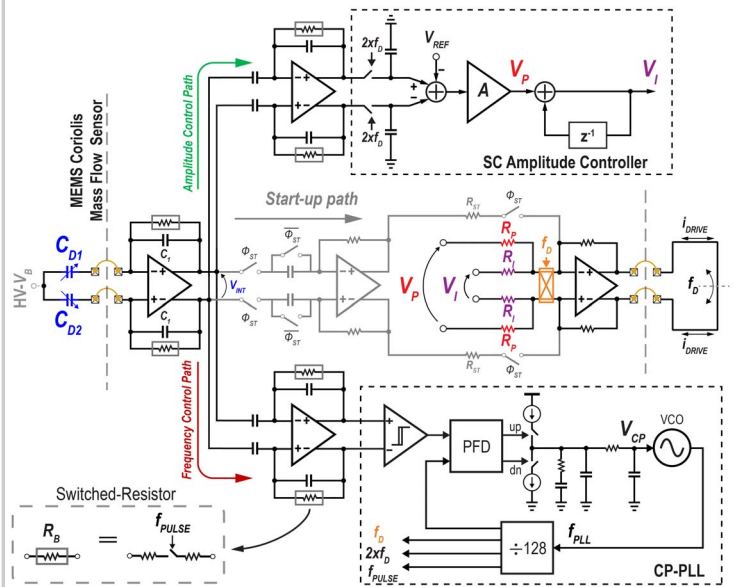 2xf_D
2xf_D
V_REF
+
−
−
A
V_P
V_I
z^-1
SC Amplitude Controller
Amplitude Control Path
MEMS Coriolis
Mass Flow Sensor
HV-V_B
C_D1
C_D2
C_1
C_1
−+
+−
V_INT
Start-up path
Φ_ST
Φ_ST
Φ_ST
Φ_ST
R_ST
Φ_ST
R_ST
Φ_ST
V_P
V_I
R_P
R_I
R_I
R_P
f_D
i_DRIVE
f_D
i_DRIVE
Frequency Control Path
PFD
up
dn
V_CP
VCO
f_PLL
÷128
f_D
2xf_D
f_PULSE
CP-PLL
Switched-Resistor
R_B
=
f_PULSE